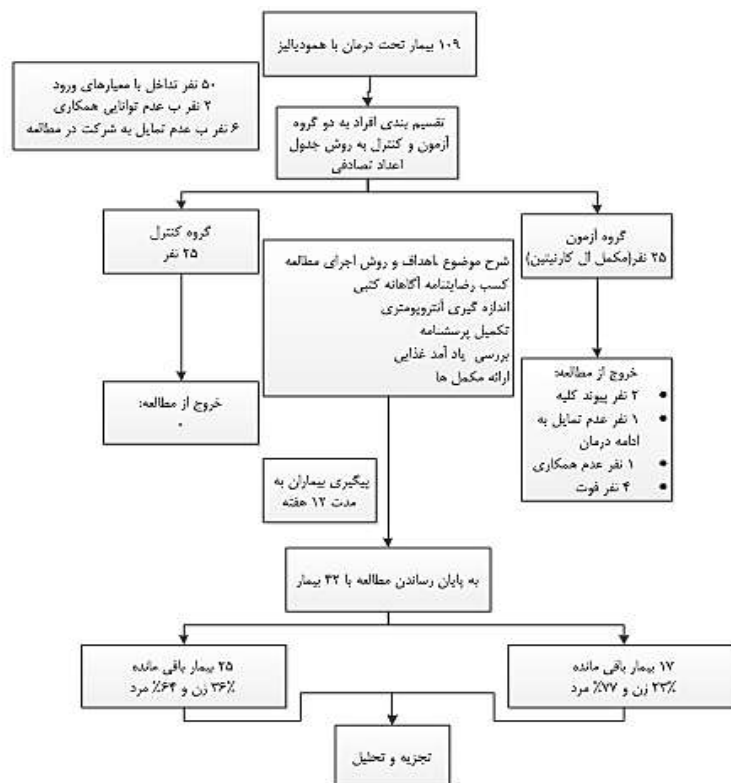 ۱۰۹ بیمار تحت درمان با همودیالیز
۵۰ نفر تداخل با معیارهای ورود
۲ نفر ب عدم توانایی همکاری
۶ نفر ب عدم تمایل به شرکت در مطالعه
تقسیم بندی افراد به دو گروه
آزمون و کنترل به روش جدول
اعداد تصادفی
گروه آزمون
۲۵ نفر(مکمل ال کارنیتین)
گروه کنترل
۲۵ نفر
شرح موضوع ،اهداف و روش اجرای مطالعه
کسب رضایتنامه آگاهانه کتبی
اندازه گیری آنتروپومتری
تکمیل پرسشنامه
بررسی یاد آمد غذایی
ارائه مکمل ها
خروج از مطالعه:
● ۲ نفر پیوند کلیه
● ۱ نفر عدم تمایل به
ادامه درمان
● ۱ نفر عدم همکاری
● ۴ نفر فوت
خروج از مطالعه:
۰
پیگیری بیماران به
مدت ۱۲ هفته
به پایان رساندن مطالعه با ۴۲ بیمار
۱۷ بیمار باقی مانده
۲۳٪ زن و ۷۷٪ مرد
۲۵ بیمار باقی مانده
۳۶٪ زن و ۶۴٪ مرد
تجزیه و تحلیل